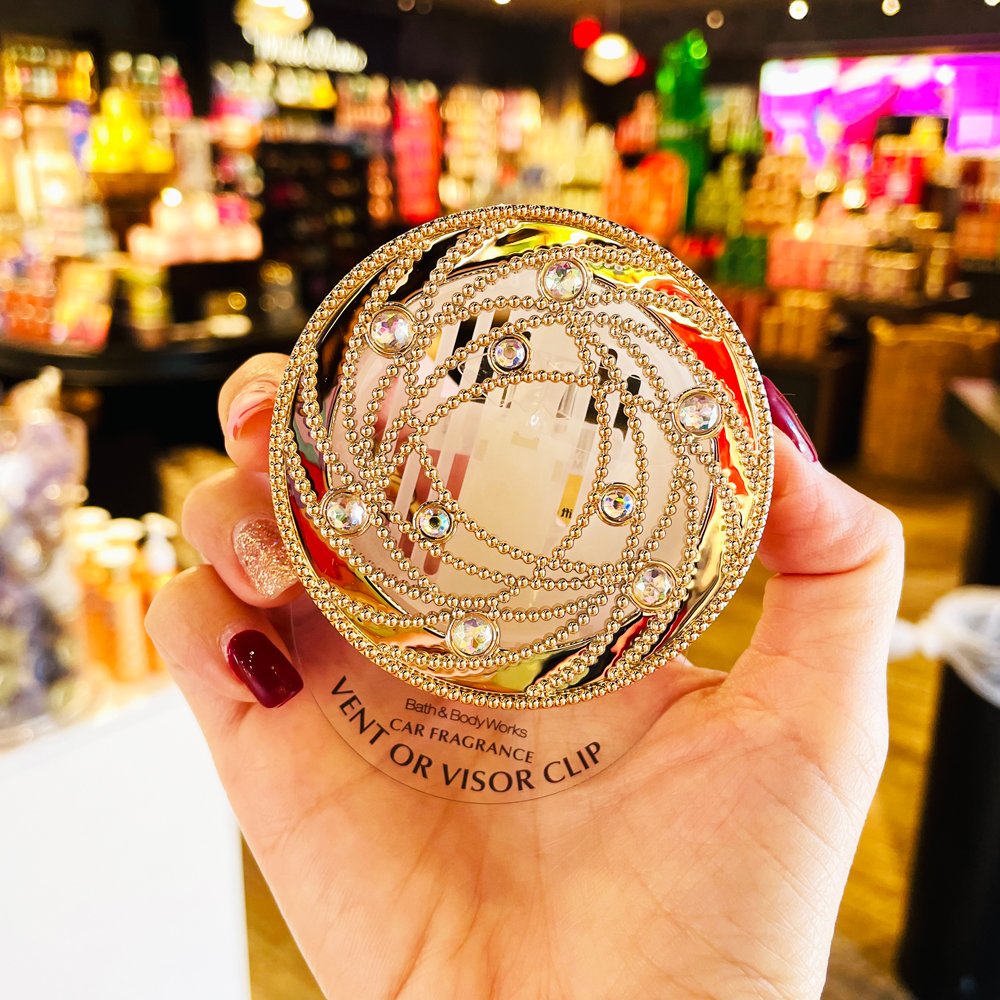 Bath & Body Works
CAR FRAGRANCE
VENT OR VISOR CLIP